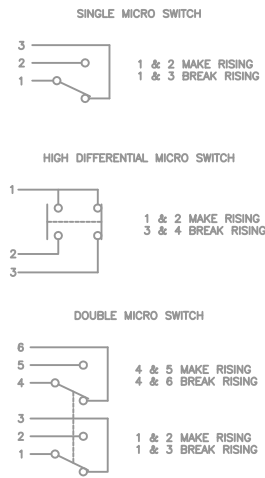 SINGLE MICRO SWITCH
3
2
1
1 & 2 MAKE RISING
1 & 3 BREAK RISING
HIGH DIFFERENTIAL MICRO SWITCH
1
2
3
1 & 2 MAKE RISING
3 & 4 BREAK RISING
DOUBLE MICRO SWITCH
6
5
4
4 & 5 MAKE RISING
4 & 6 BREAK RISING
3
2
1
1 & 2 MAKE RISING
1 & 3 BREAK RISING